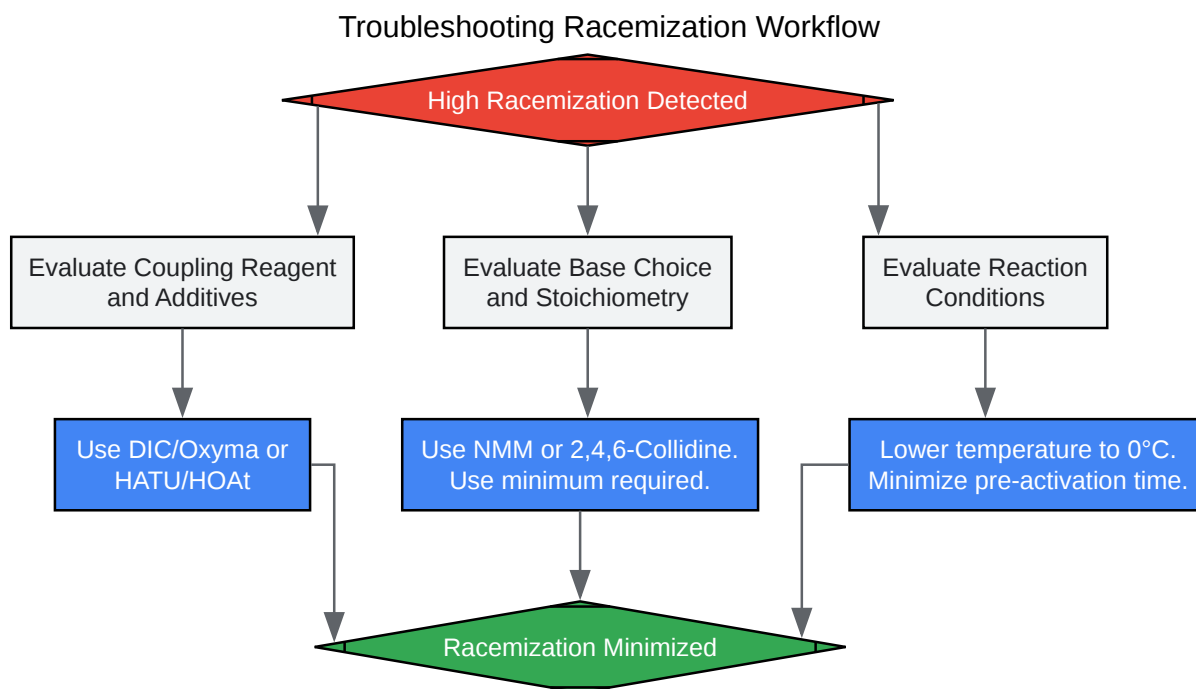 Troubleshooting Racemization Workflow
High Racemization Detected
Evaluate Coupling Reagent
and Additives
Evaluate Base Choice
and Stoichiometry
Evaluate Reaction
Conditions
Use DIC/Oxyma or
HATU/HOAt
Use NMM or 2,4,6-Collidine.
Use minimum required.
Lower temperature to 0°C.
Minimize pre-activation time.
Racemization Minimized